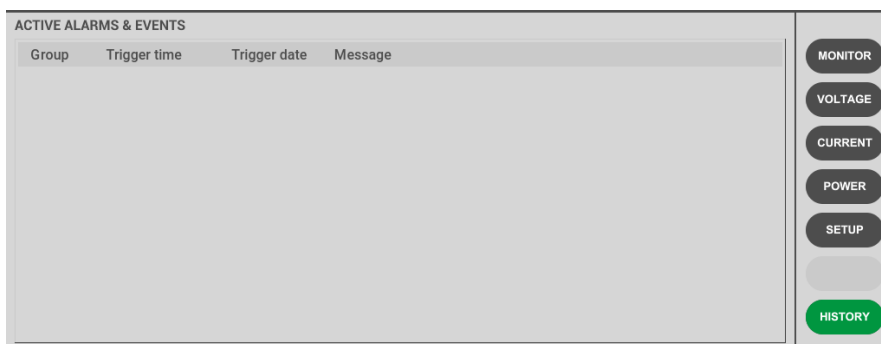 ACTIVE ALARMS & EVENTS
Group Trigger time Trigger date Message
MONITOR
VOLTAGE
CURRENT
POWER
SETUP
HISTORY